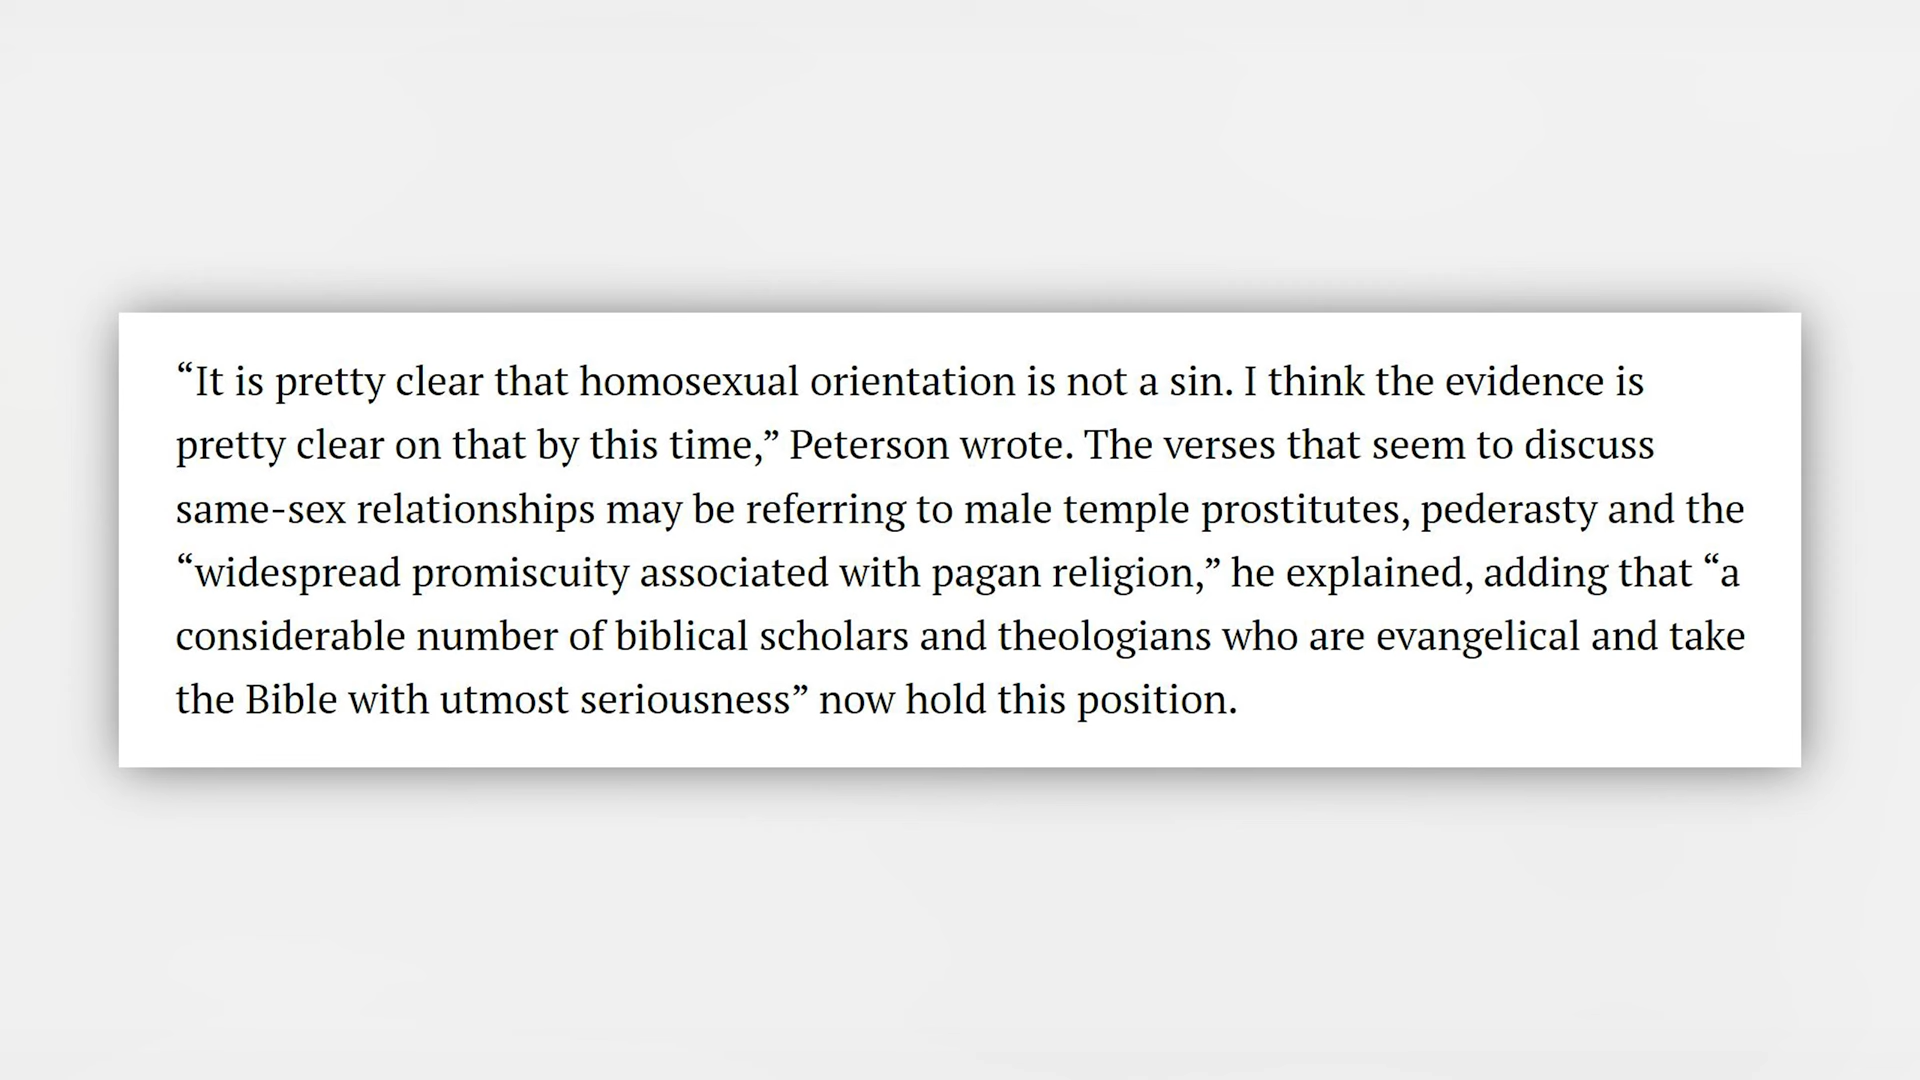 “It is pretty clear that homosexual orientation is not a sin. I think the evidence is
pretty clear on that by this time,” Peterson wrote. The verses that seem to discuss
same-sex relationships may be referring to male temple prostitutes, pederasty and the
“widespread promiscuity associated with pagan religion,” he explained, adding that “a
considerable number of biblical scholars and theologians who are evangelical and take
the Bible with utmost seriousness” now hold this position.